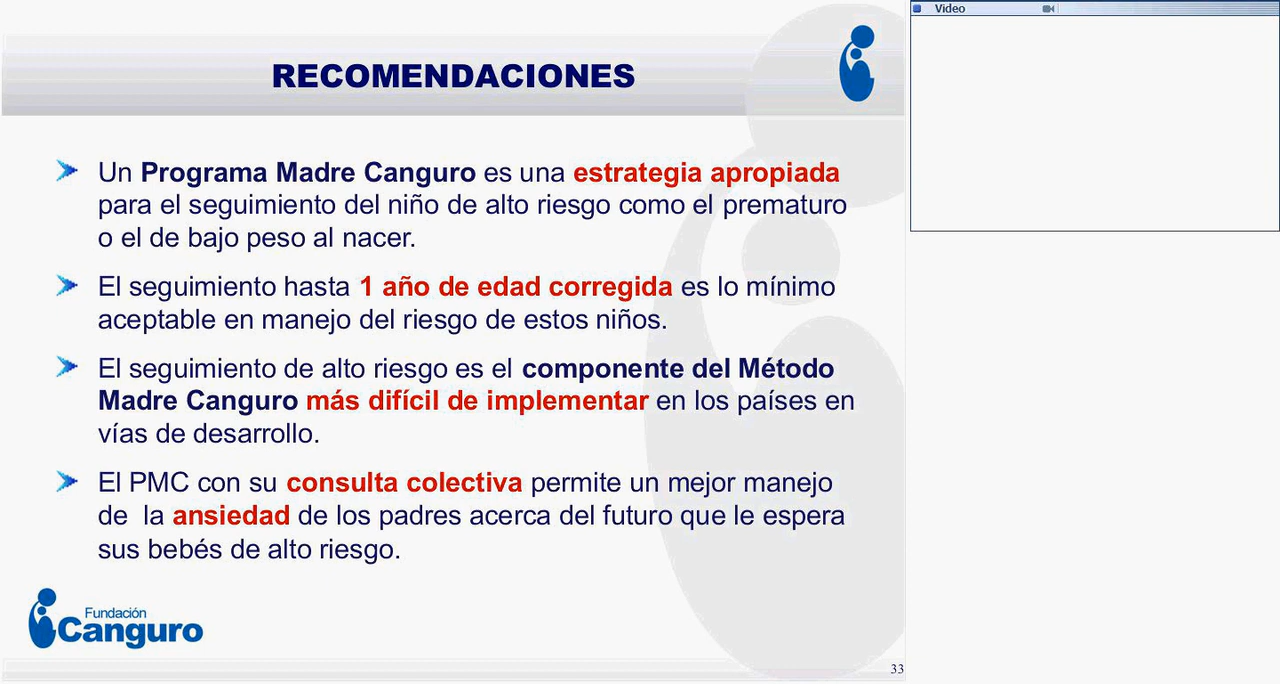 Video
RECOMENDACIONES
Un Programa Madre Canguro es una estrategia apropiada
para el seguimiento del niño de alto riesgo como el prematuro
o el de bajo peso al nacer.
El seguimiento hasta 1 año de edad corregida es lo mínimo
aceptable en manejo del riesgo de estos niños.
El seguimiento de alto riesgo es el componente del Método
Madre Canguro más difícil de implementar en los países en
vías de desarrollo.
El PMC con su consulta colectiva permite un mejor manejo
de la ansiedad de los padres acerca del futuro que le espera
sus bebés de alto riesgo.
Fundación
Canguro
33